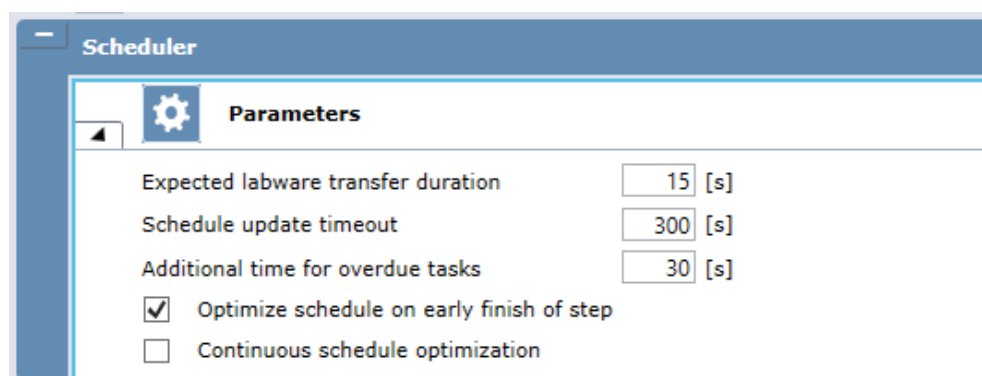 Scheduler
Parameters
Expected labware transfer duration 15 [s]
Schedule update timeout 300 [s]
Additional time for overdue tasks 30 [s]
Optimize schedule on early finish of step
Continuous schedule optimization